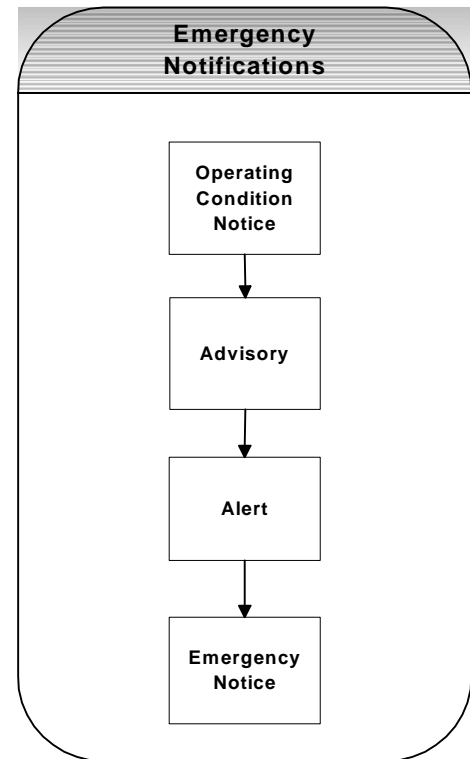 Emergency
Notifications
Operating
Condition
Notice
Advisory
Alert
Emergency
Notice